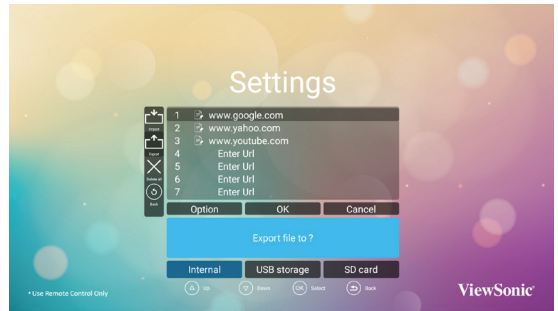 Settings
Import
Export
Delete all
Back
1 www.google.com
2 www.yahoo.com
3 www.youtube.com
4 Enter Url
5 Enter Url
6 Enter Url
7 Enter Url
Option OK Cancel
Export file to ?
Internal USB storage SD card
* Use Remote Control Only
Up Down OK Select Back
ViewSonic®